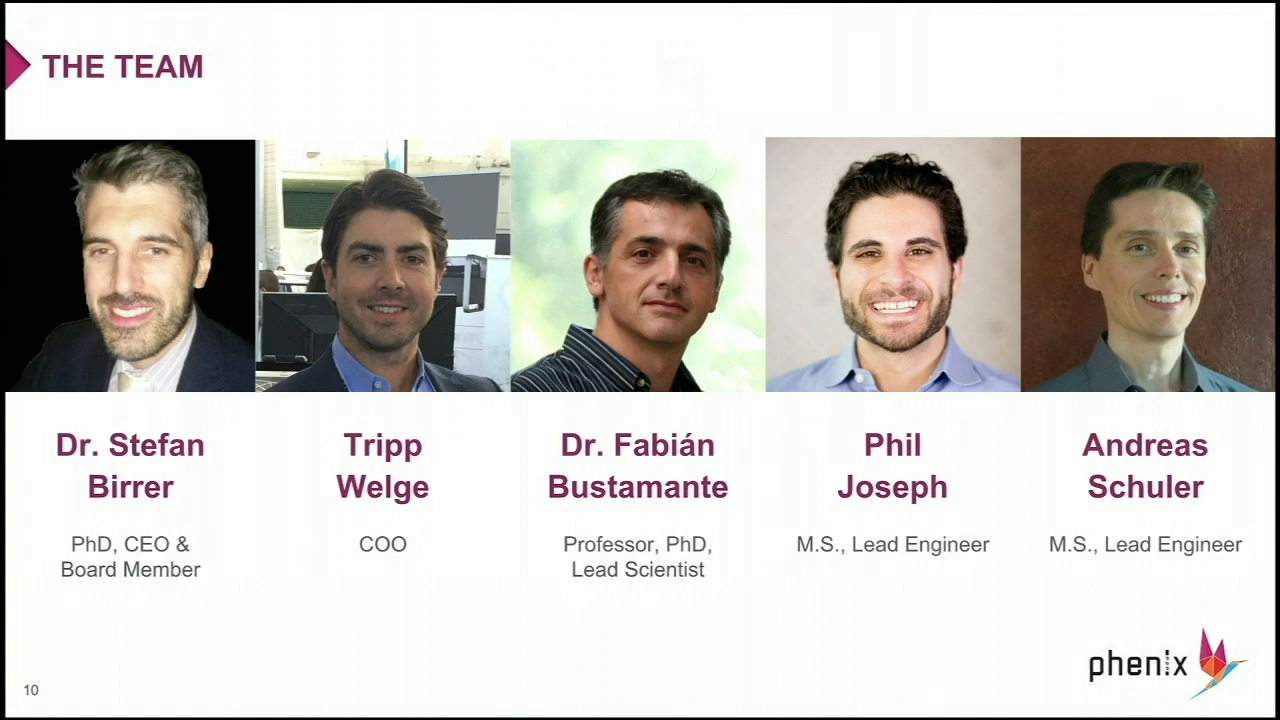 THE TEAM
Dr. Stefan
Birrer
PhD, CEO &
Board Member
Tripp
Welge
COO
Dr. Fabián
Bustamante
Professor, PhD,
Lead Scientist
Phil
Joseph
M.S., Lead Engineer
Andreas
Schuler
M.S., Lead Engineer
10